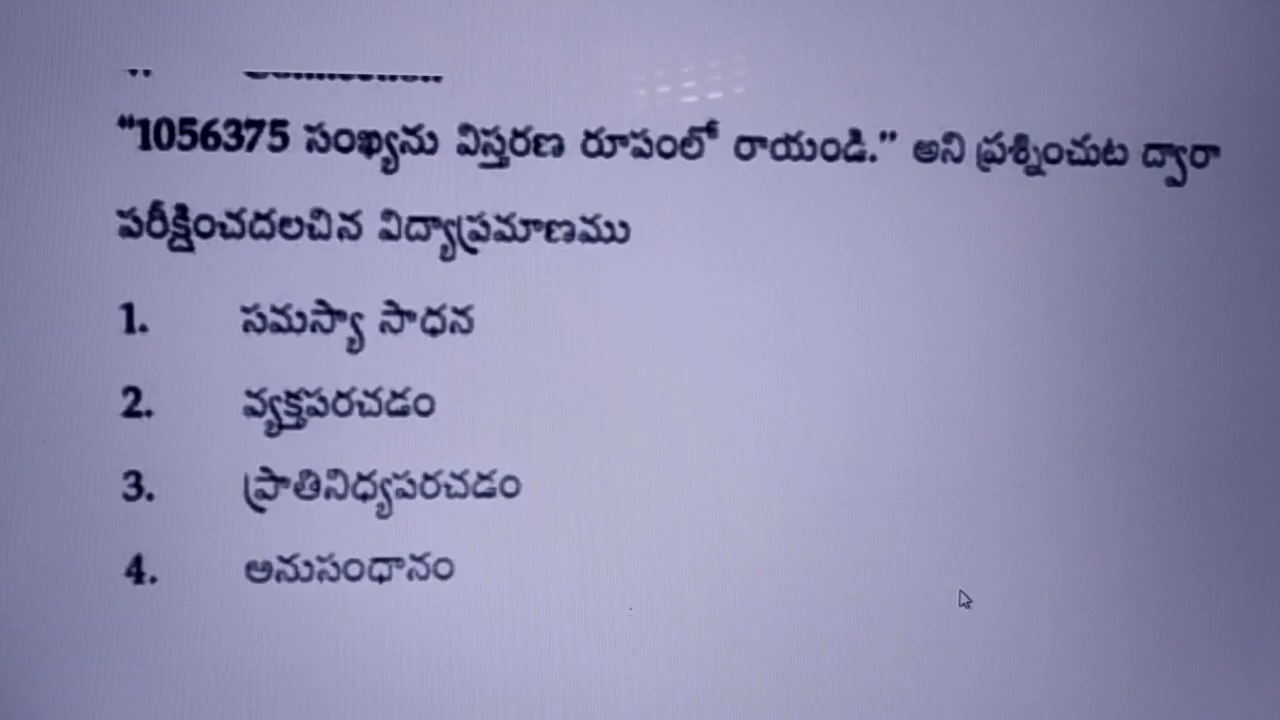 "1056375 సంఖ్యను విస్తరణ రూపంలో రాయండి." అని ప్రశ్నించుట ద్వారా
పరీక్షించదలచిన విద్యాప్రమాణము
1. సమస్యా సాధన
2. వ్యక్తపరచడం
3. ప్రాతినిధ్యపరచడం
4. అనుసంధానం